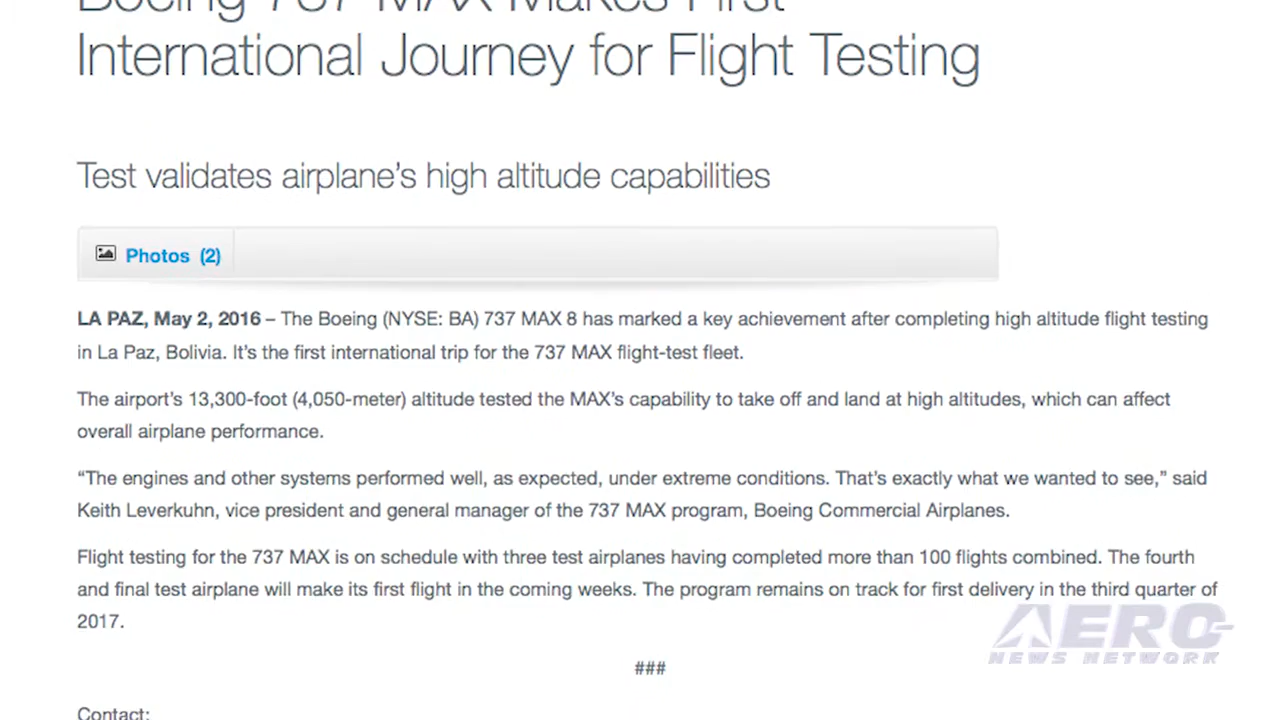 Boeing 737 MAX Makes First
International Journey for Flight Testing
Test validates airplane’s high altitude capabilities
Photos (2)
LA PAZ, May 2, 2016 – The Boeing (NYSE: BA) 737 MAX 8 has marked a key achievement after completing high altitude flight testing
in La Paz, Bolivia. It’s the first international trip for the 737 MAX flight-test fleet.
The airport’s 13,300-foot (4,050-meter) altitude tested the MAX’s capability to take off and land at high altitudes, which can affect
overall airplane performance.
“The engines and other systems performed well, as expected, under extreme conditions. That’s exactly what we wanted to see,” said
Keith Leverkuhn, vice president and general manager of the 737 MAX program, Boeing Commercial Airplanes.
Flight testing for the 737 MAX is on schedule with three test airplanes having completed more than 100 flights combined. The fourth
and final test airplane will make its first flight in the coming weeks. The program remains on track for first delivery in the third quarter of
2017.
AERO
NEWS NETWORK
###
Contact: